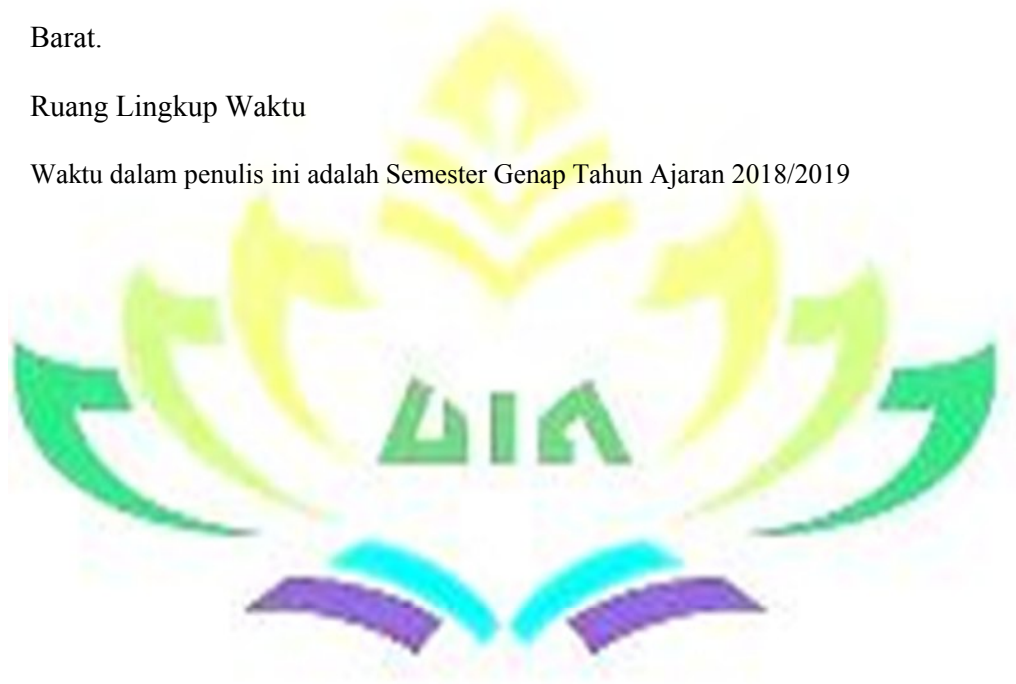 Barat.
Ruang Lingkup Waktu
Waktu dalam penulis ini adalah Semester Genap Tahun Ajaran 2018/2019
UIN